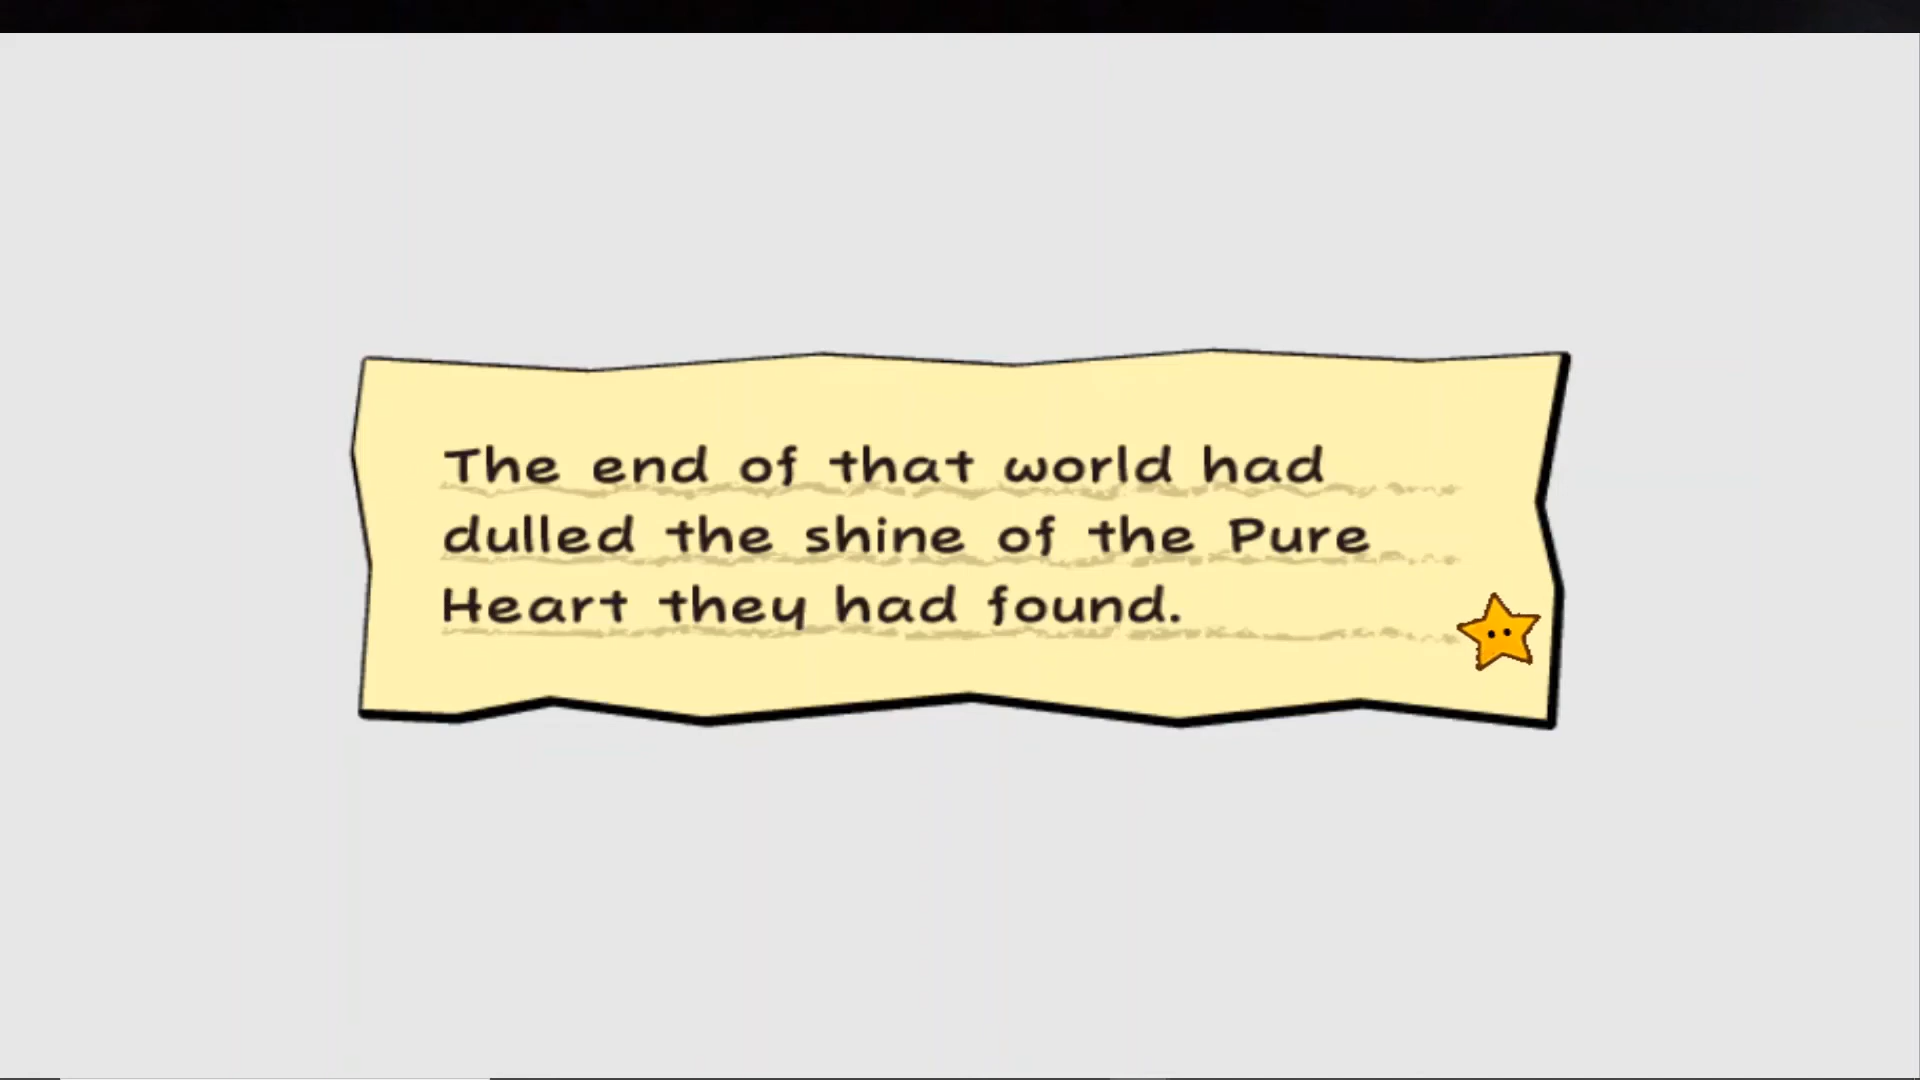 The end of that world had
dulled the shine of the Pure
Heart they had found.